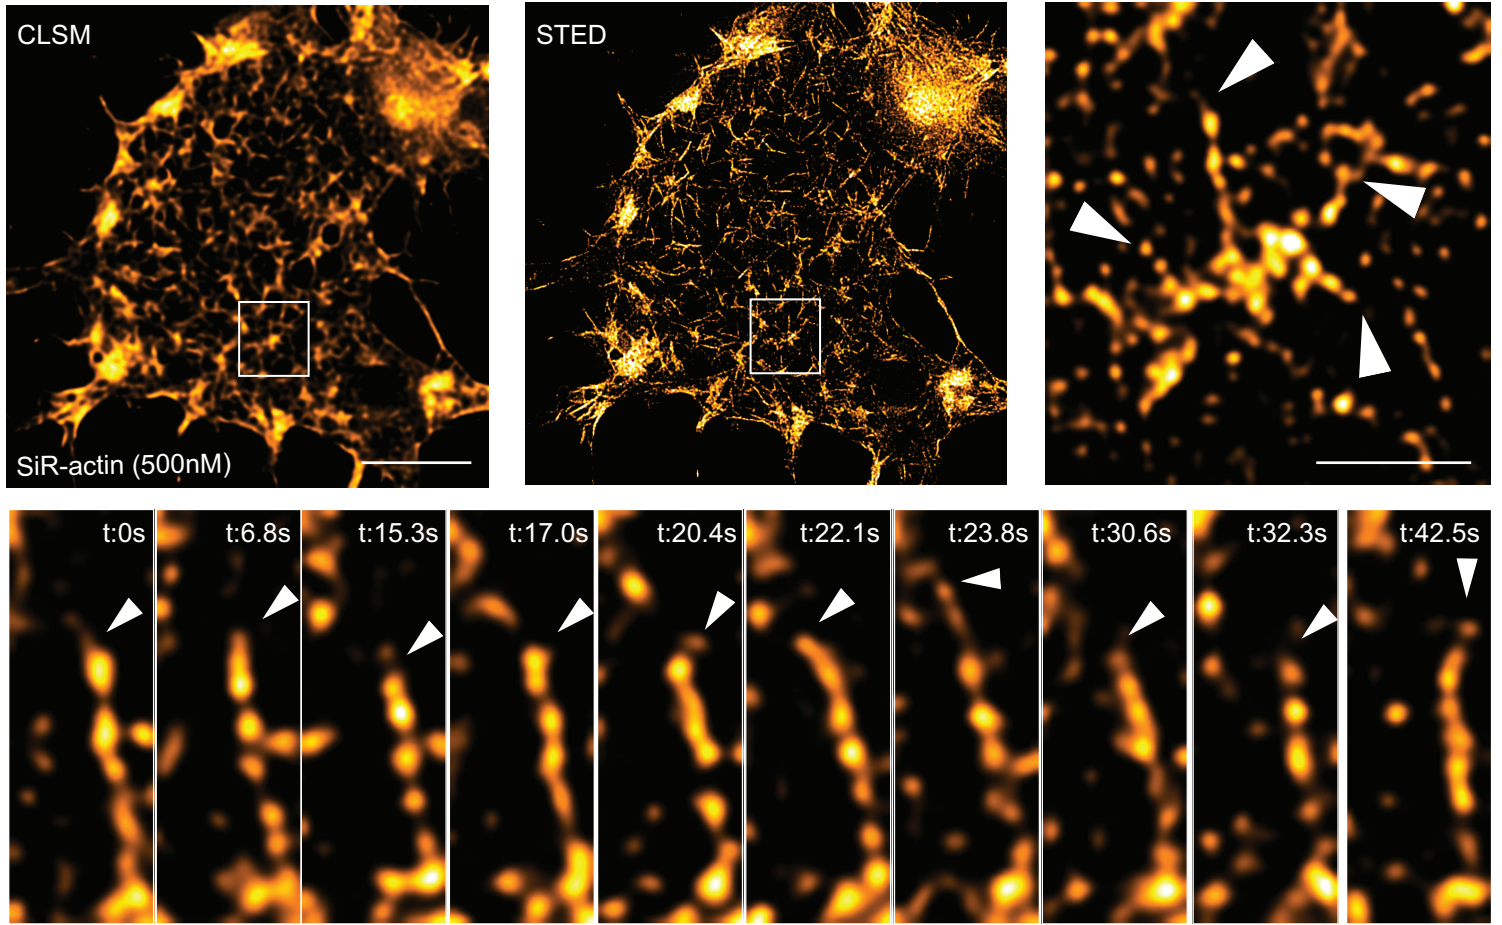 CLSM
STED
SiR-actin (500nM)
t:0s
t:6.8s
t:15.3s
t:17.0s
t:20.4s
t:22.1s
t:23.8s
t:30.6s
t:32.3s
t:42.5s